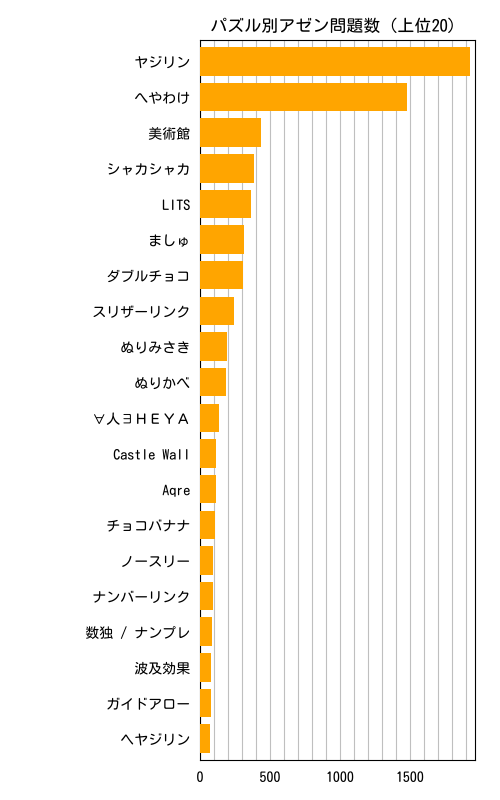 パズル別アゼン問題数 (上位20)
ヤジリン
へやわけ
美術館
シャカシャカ
LITS
ましゅ
ダブルチョコ
スリザーリンク
ぬりみさき
ぬりかべ
∀人∃ＨＥＹＡ
Castle Wall
Aqre
チョコバナナ
ノースリー
ナンバーリンク
数独 / ナンプレ
波及効果
ガイドアロー
ヘヤジリン
0 500 1000 1500